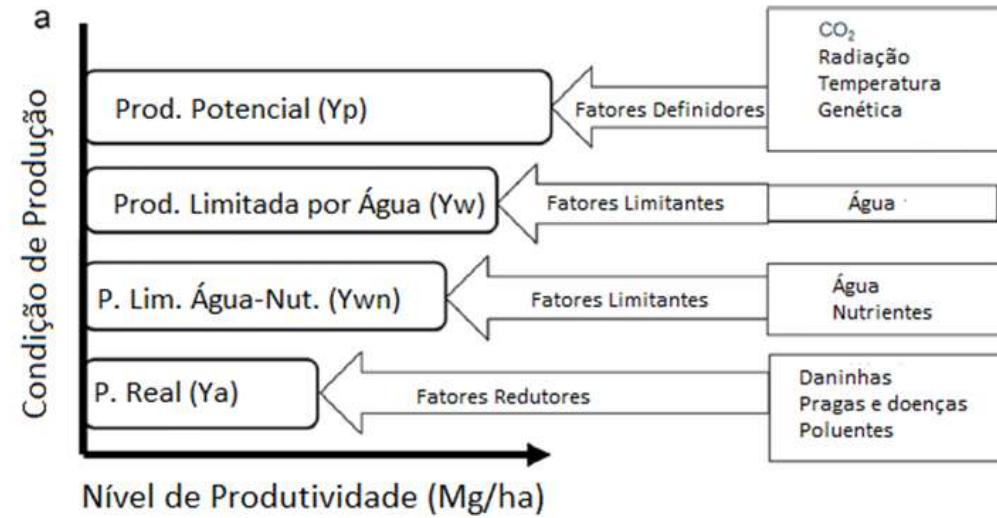 a
Condição de Produção
Prod. Potencial (Yp)
Fatores Definidores
CO₂
Radiação
Temperatura
Genética
Prod. Limitada por Água (Yw)
Fatores Limitantes
Água
P. Lim. Água-Nut. (Ywn)
Fatores Limitantes
Água
Nutrientes
P. Real (Ya)
Fatores Redutores
Daninhas
Pragas e doenças
Poluentes
Nível de Produtividade (Mg/ha)